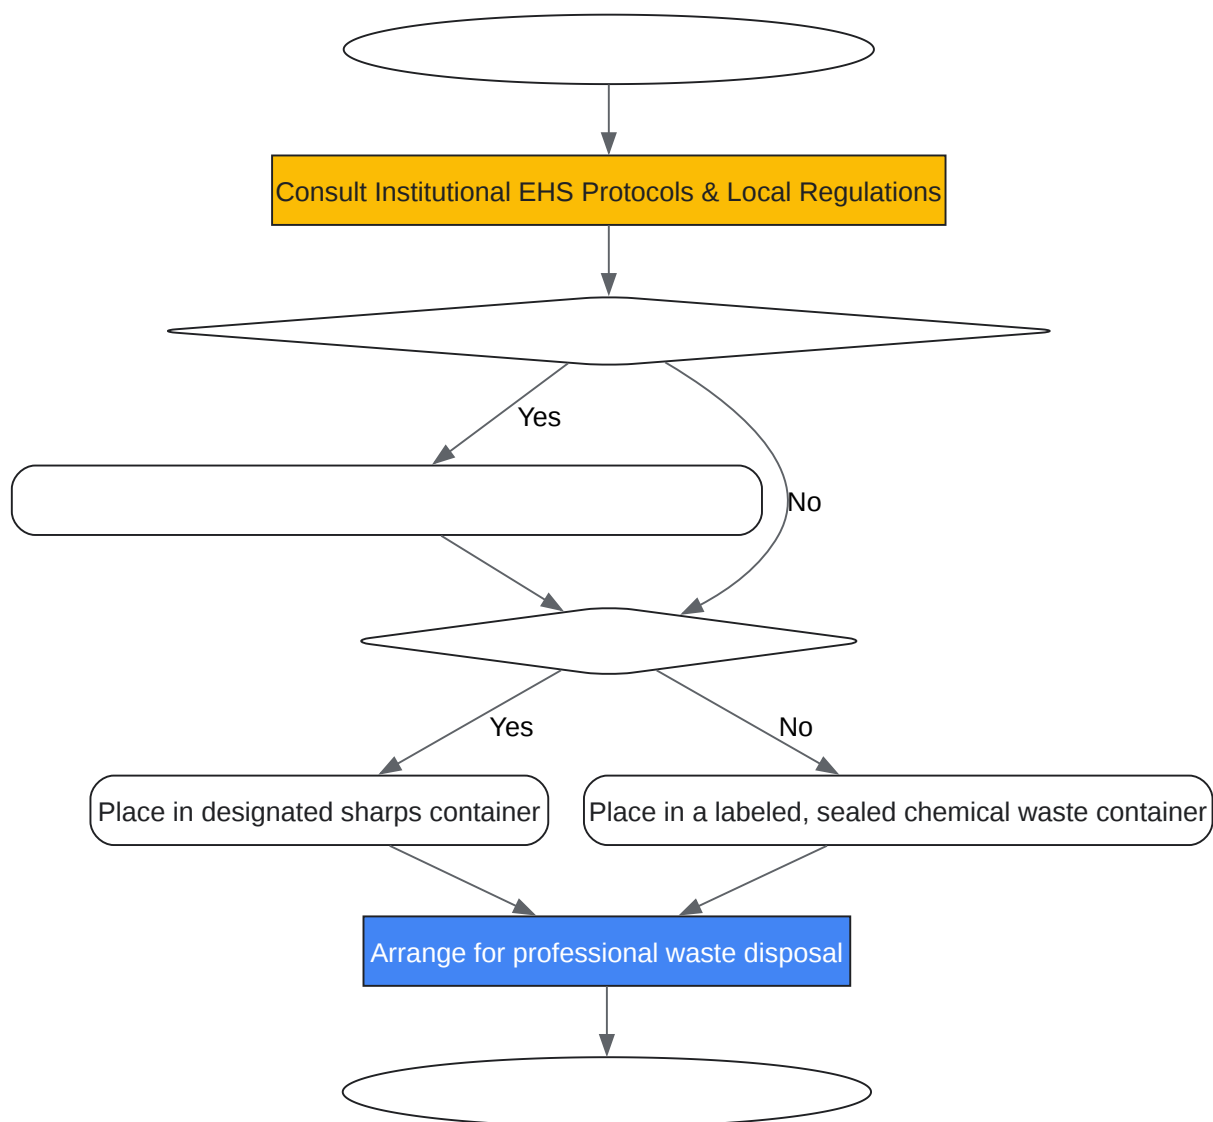 Consult Institutional EHS Protocols & Local Regulations
Yes
No
Yes
No
Place in designated sharps container
Place in a labeled, sealed chemical waste container
Arrange for professional waste disposal